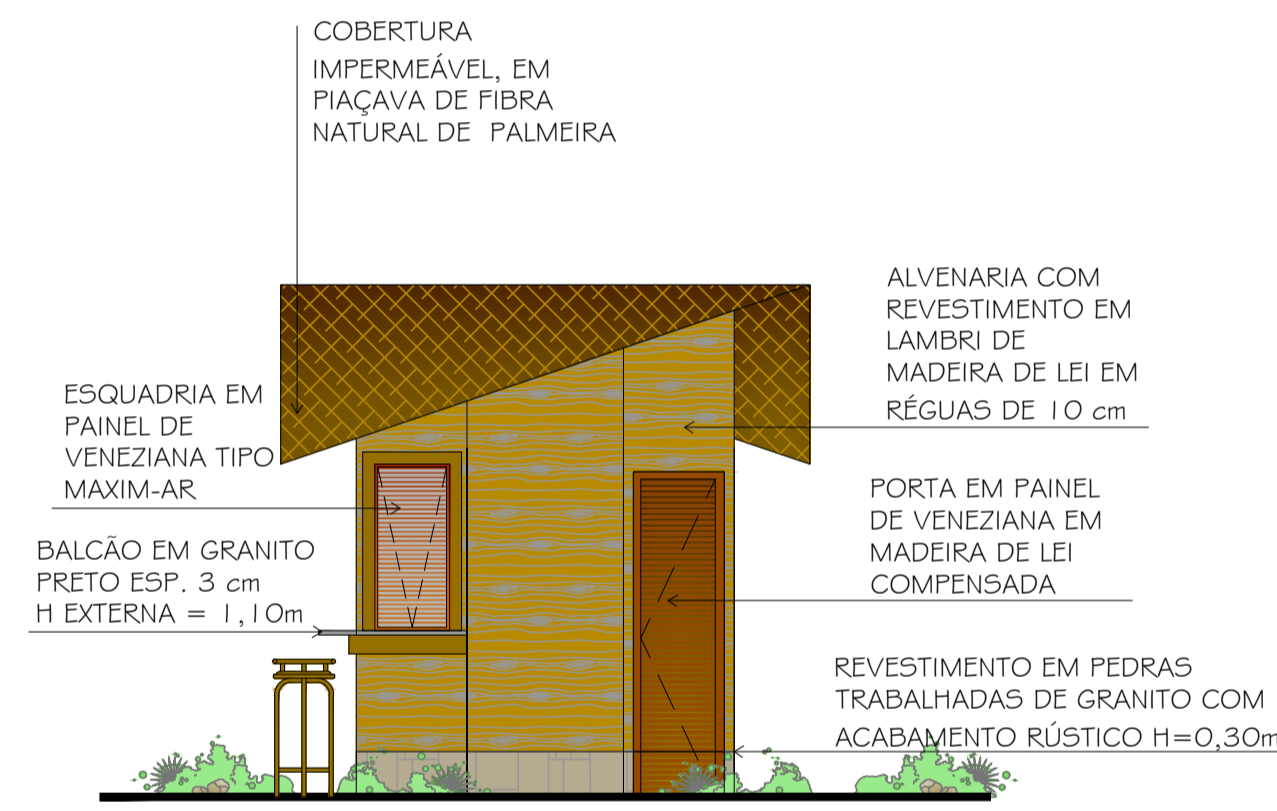 COBERTURA
IMPERMEÁVEL, EM
PIAÇAVA DE FIBRA
NATURAL DE PALMEIRA
ALVENARIA COM
REVESTIMENTO EM
LAMBRI DE
MADEIRA DE LEI EM
RÉGUAS DE 10 cm
ESQUADRIA EM
PAINEL DE
VENEZIANA TIPO
MAXIM-AR
PORTA EM PAINEL
DE VENEZIANA EM
MADEIRA DE LEI
COMPENSADA
BALCÃO EM GRANITO
PRETO ESP. 3 cm
H EXTERNA = 1,10m
REVESTIMENTO EM PEDRAS
TRABALHADAS DE GRANITO COM
ACABAMENTO RÚSTICO H=0,30m